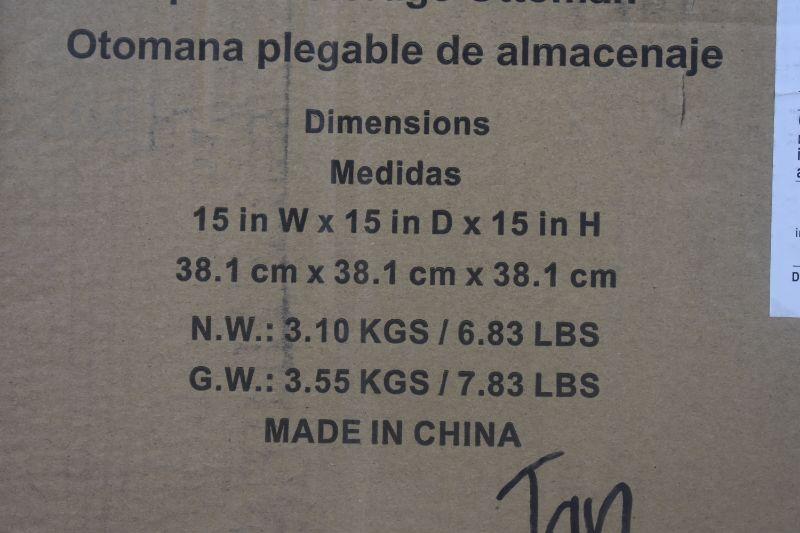 Ottoman
Otomana plegable de almacenaje
Dimensions
Medidas
15 in W x 15 in D x 15 in H
38.1 cm x 38.1 cm x 38.1 cm
N.W.: 3.10 KGS / 6.83 LBS
G.W.: 3.55 KGS / 7.83 LBS
MADE IN CHINA
Tan